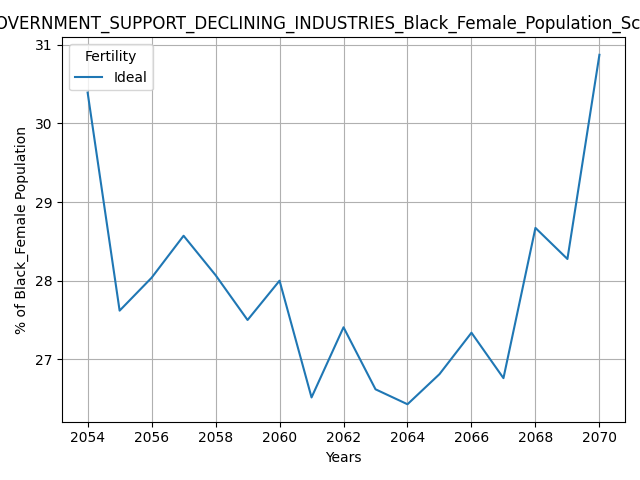 OVERNMENT_SUPPORT_DECLINING_INDUSTRIES_Black_Female_Population_Sc
31
30
29
28
27
% of Black_Female Population
Fertility
Ideal
2054 2056 2058 2060 2062 2064 2066 2068 2070
Years